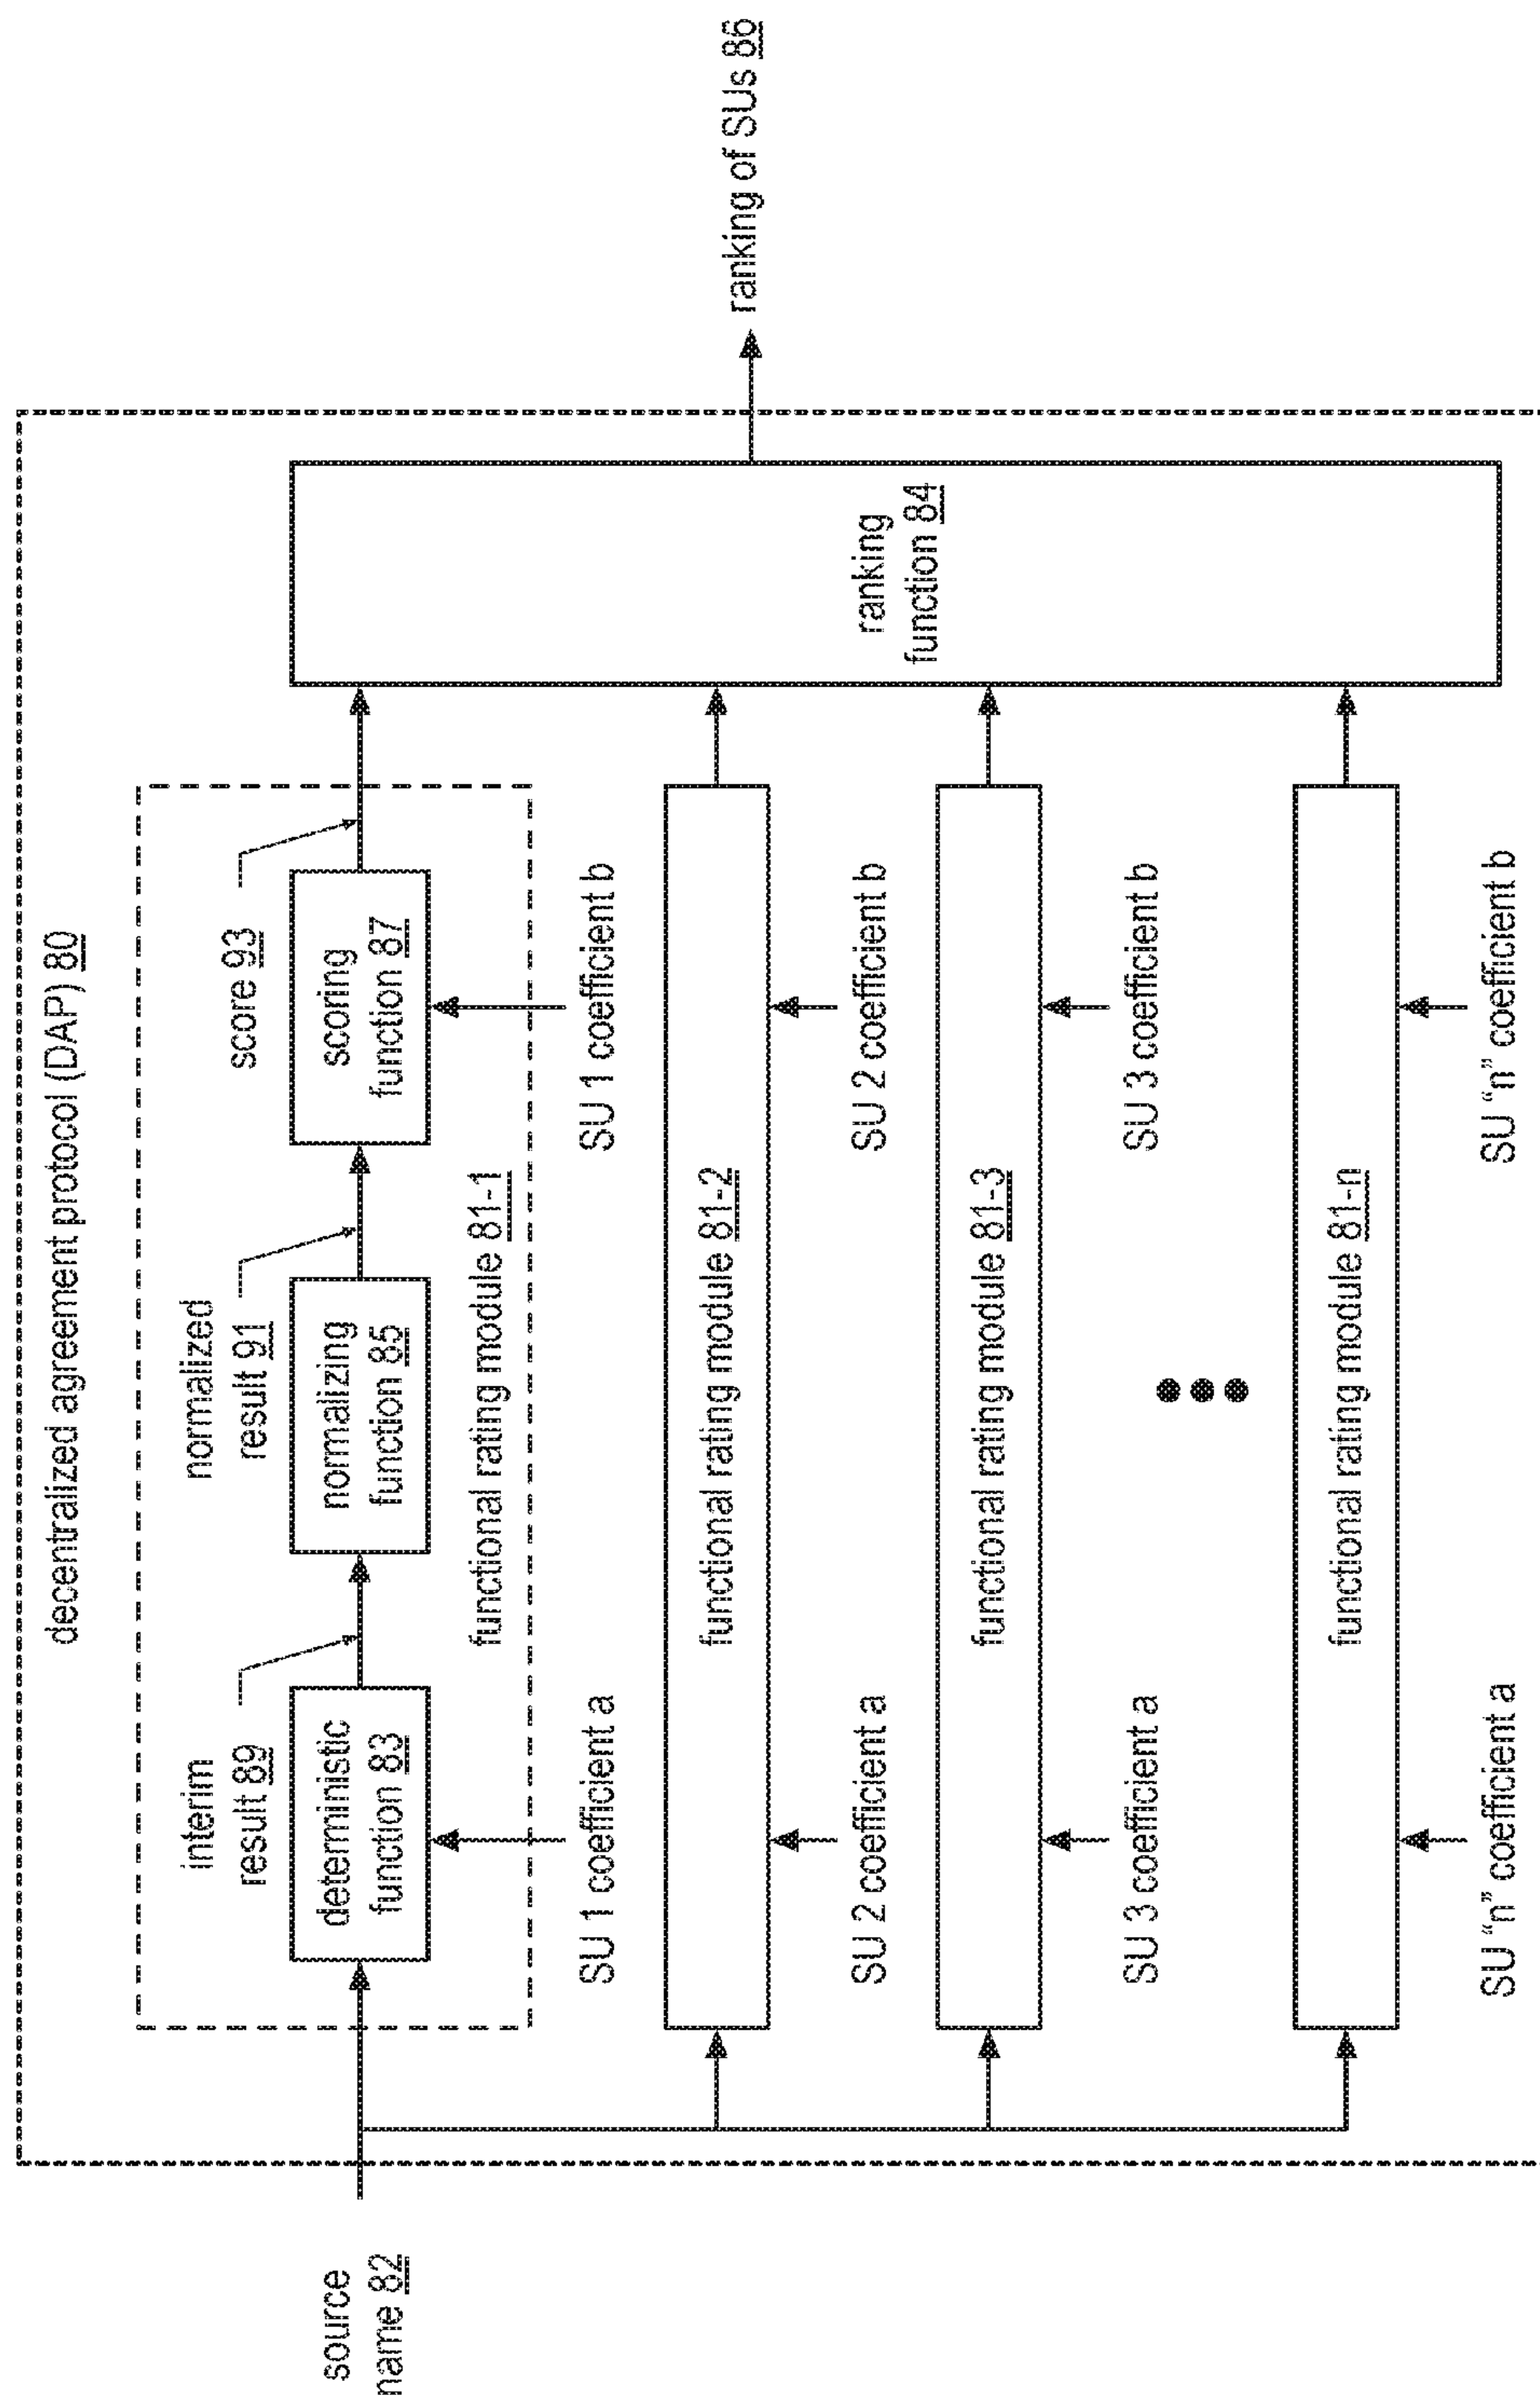 decentralized agreement protocol (DAP) 80
source
name 82
interim
result 89
normalized
result 91
score 93
deterministic
function 83
normalizing
function 85
scoring
function 87
functional rating module 81-1
SU 1 coefficient a
SU 1 coefficient b
functional rating module 81-2
SU 2 coefficient a
SU 2 coefficient b
functional rating module 81-3
SU 3 coefficient a
SU 3 coefficient b
functional rating module 81-n
SU "n" coefficient a
SU "n" coefficient b
ranking
function 84
ranking of SUs 86